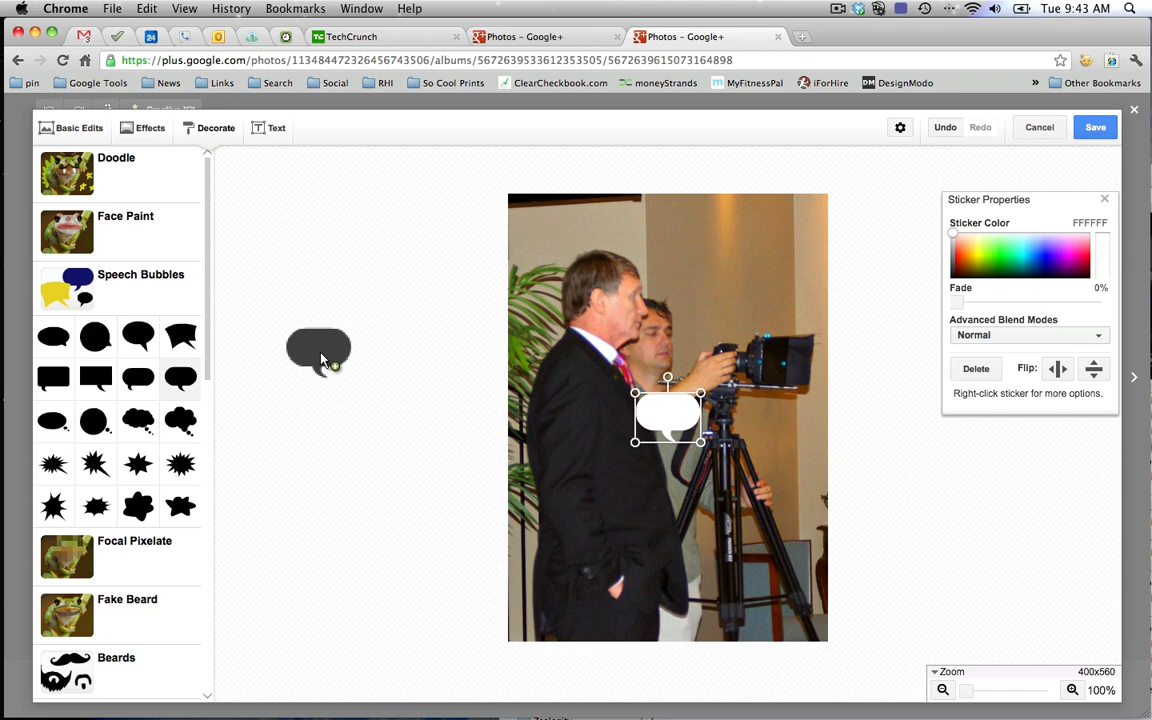 Chrome File Edit View History Bookmarks Window Help Tue 9:43 AM
24 TechCrunch Photos - Google+ Photos - Google+
https://plus.google.com/photos/113484472326456743506/albums/5672639533612353505/5672639615073164898
pin Google Tools News Links Search Social RHI So Cool Prints ClearCheckbook.com moneyStrands MyFitnessPal iForHire DM DesignModo » Other Bookmarks
Basic Edits Effects Decorate Text Undo Redo Cancel Save
Doodle
Face Paint
Speech Bubbles
Focal Pixelate
Fake Beard
Beards
Sticker Properties
Sticker Color FFFFFF
Fade 0%
Advanced Blend Modes
Normal
Delete Flip:
Right-click sticker for more options.
Zoom 400x560
100%